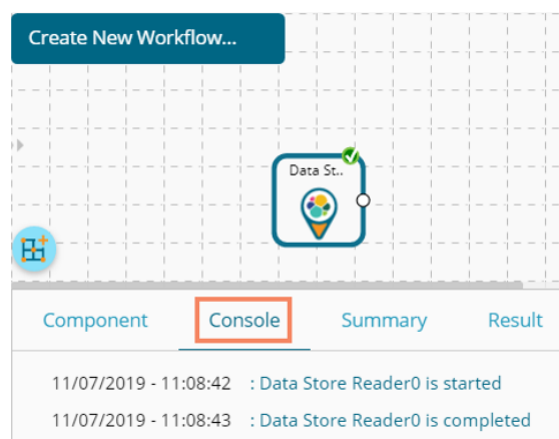 Create New Workflow...
Data St..
Component Console Summary Result
11/07/2019 - 11:08:42 : Data Store Reader0 is started
11/07/2019 - 11:08:43 : Data Store Reader0 is completed